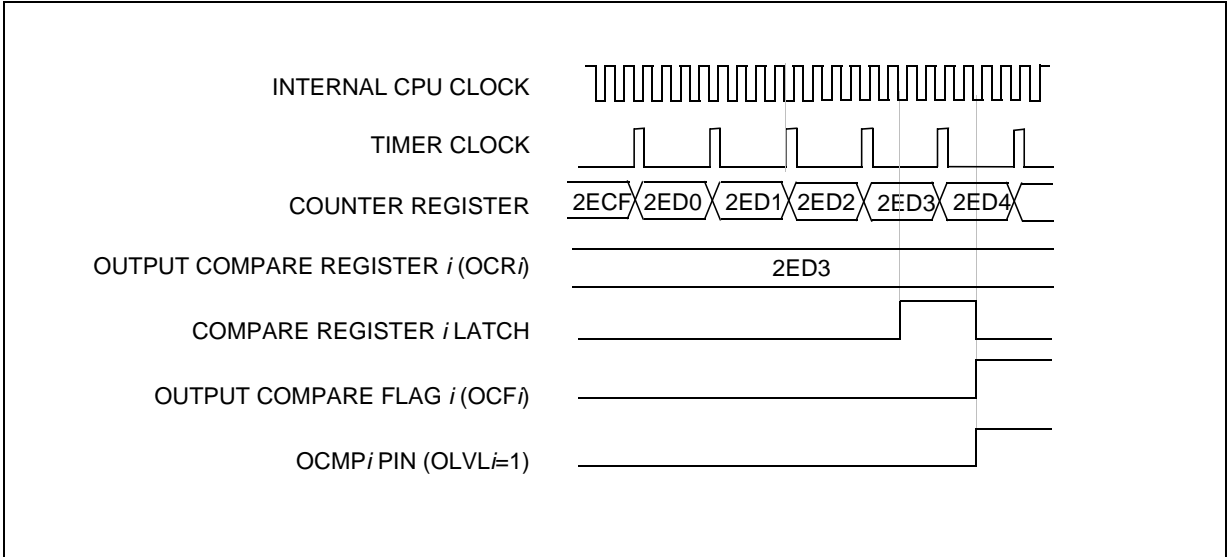 INTERNAL CPU CLOCK
TIMER CLOCK
COUNTER REGISTER 2ECF 2ED0 2ED1 2ED2 2ED3 2ED4
OUTPUT COMPARE REGISTER i (OCRi) 2ED3
COMPARE REGISTER i LATCH
OUTPUT COMPARE FLAG i (OCFi)
OCMPi PIN (OLVLi=1)